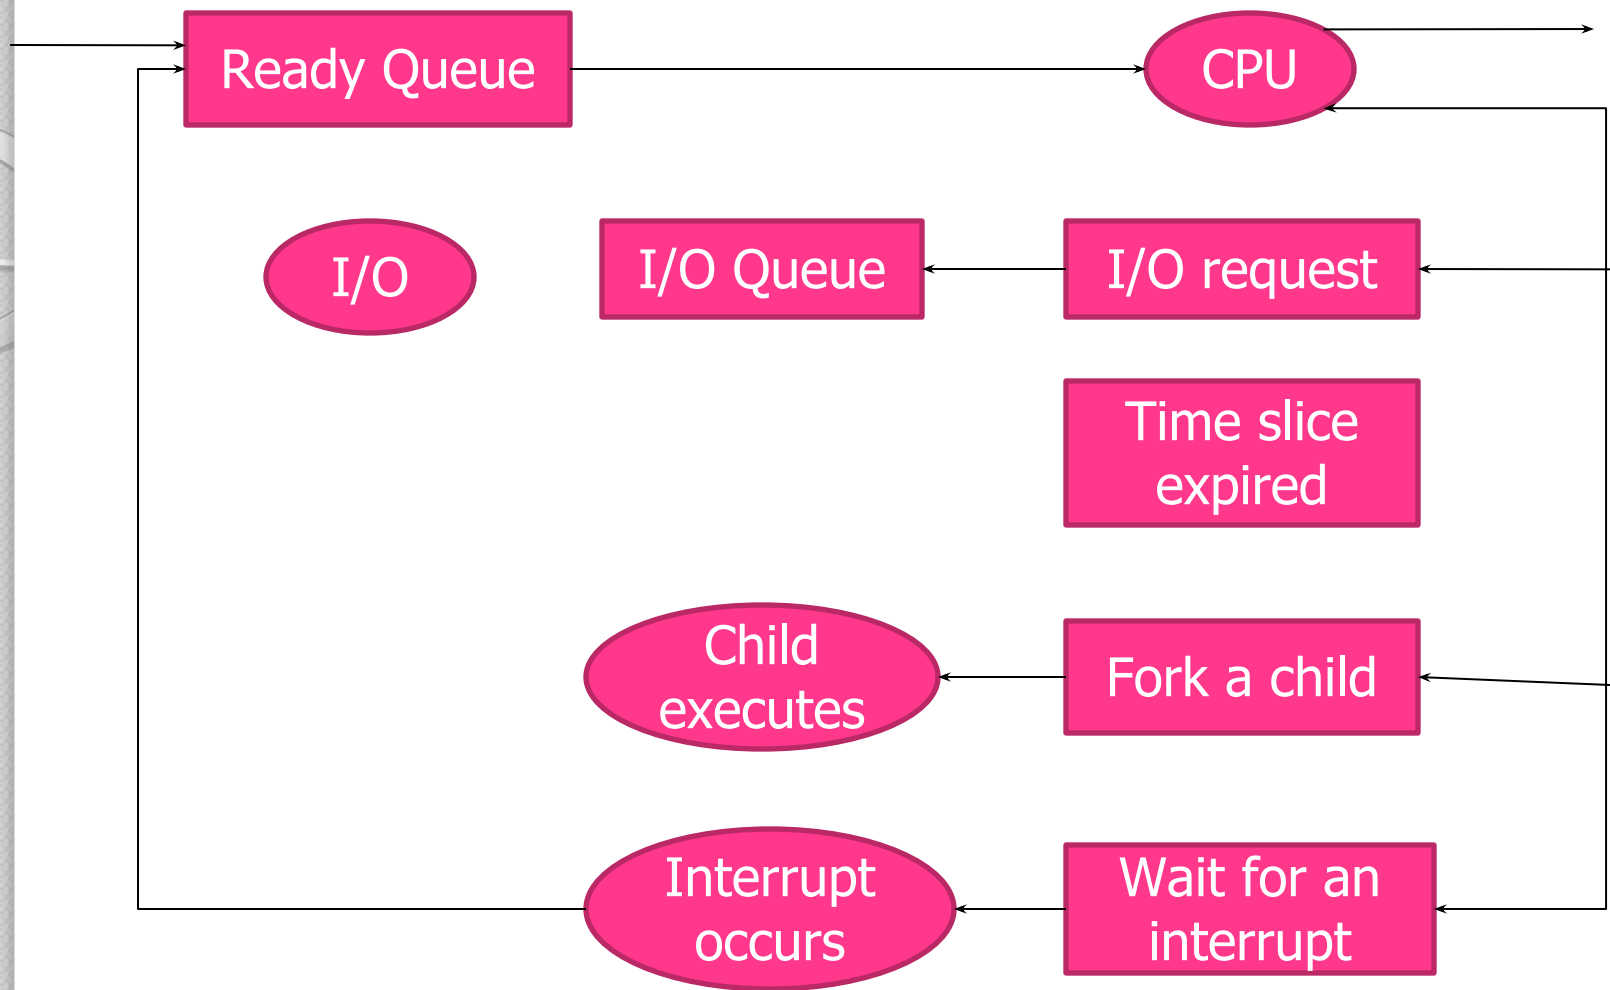 Ready Queue
CPU
I/O
I/O Queue
I/O request
Time slice
expired
Child
executes
Fork a child
Interrupt
occurs
Wait for an
interrupt